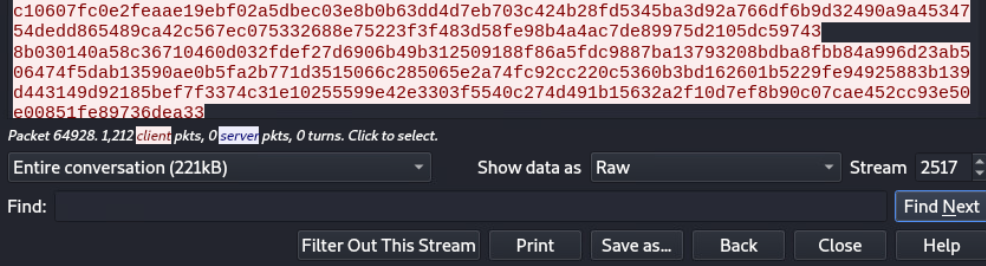 c10607fc0e2feaae19ebf02a5dbec03e8b0b63dd4d7eb703c424b28fd5345ba3d92a766df6b9d32490a9a45347
54dedd865489ca42c567ec075332688e75223f3f483d58fe98b4a4ac7de89975d2105dc59743
8b030140a58c36710460d032fdef27d6906b49b312509188f86a5fdc9887ba13793208bdba8fbb84a996d23ab5
06474f5dab13590ae0b5fa2b771d3515066c285065e2a74fc92cc220c5360b3bd162601b5229fe94925883b139
d443149d92185bef7f3374c31e10255599e42e3303f5540c274d491b15632a2f10d7ef8b90c07cae452cc93e50
e00851fe89736dea33
Packet 64928. 1,212 client pkts, 0 server pkts, 0 turns. Click to select.
Entire conversation (221kB) Show data as Raw Stream 2517
Find: Find Next
Filter Out This Stream Print Save as... Back Close Help